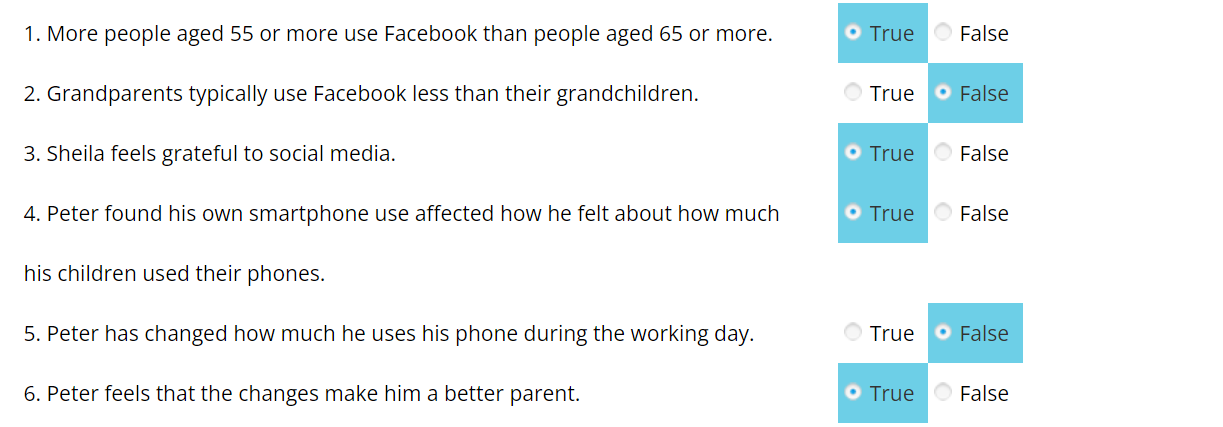 1. More people aged 55 or more use Facebook than people aged 65 or more. True False
2. Grandparents typically use Facebook less than their grandchildren. True False
3. Sheila feels grateful to social media. True False
4. Peter found his own smartphone use affected how he felt about how much True False
his children used their phones.
5. Peter has changed how much he uses his phone during the working day. True False
6. Peter feels that the changes make him a better parent. True False